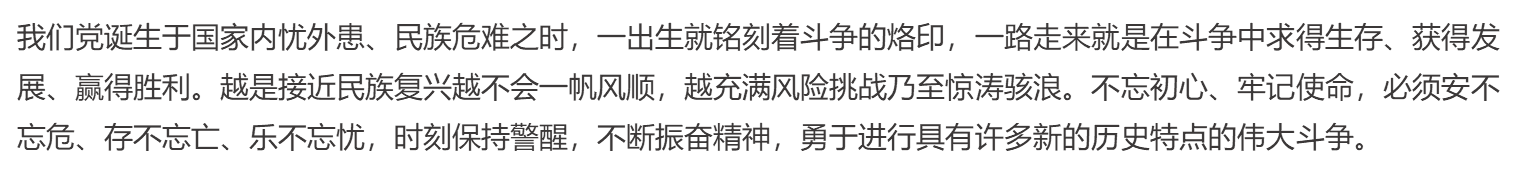 我们党诞生于国家内忧外患、民族危难之时，一出生就铭刻着斗争的烙印，一路走来就是在斗争中求得生存、获得发
展、赢得胜利。越是接近民族复兴越不会一帆风顺，越充满风险挑战乃至惊涛骇浪。不忘初心、牢记使命，必须安不
忘危、存不忘亡、乐不忘忧，时刻保持警醒，不断振奋精神，勇于进行具有许多新的历史特点的伟大斗争。